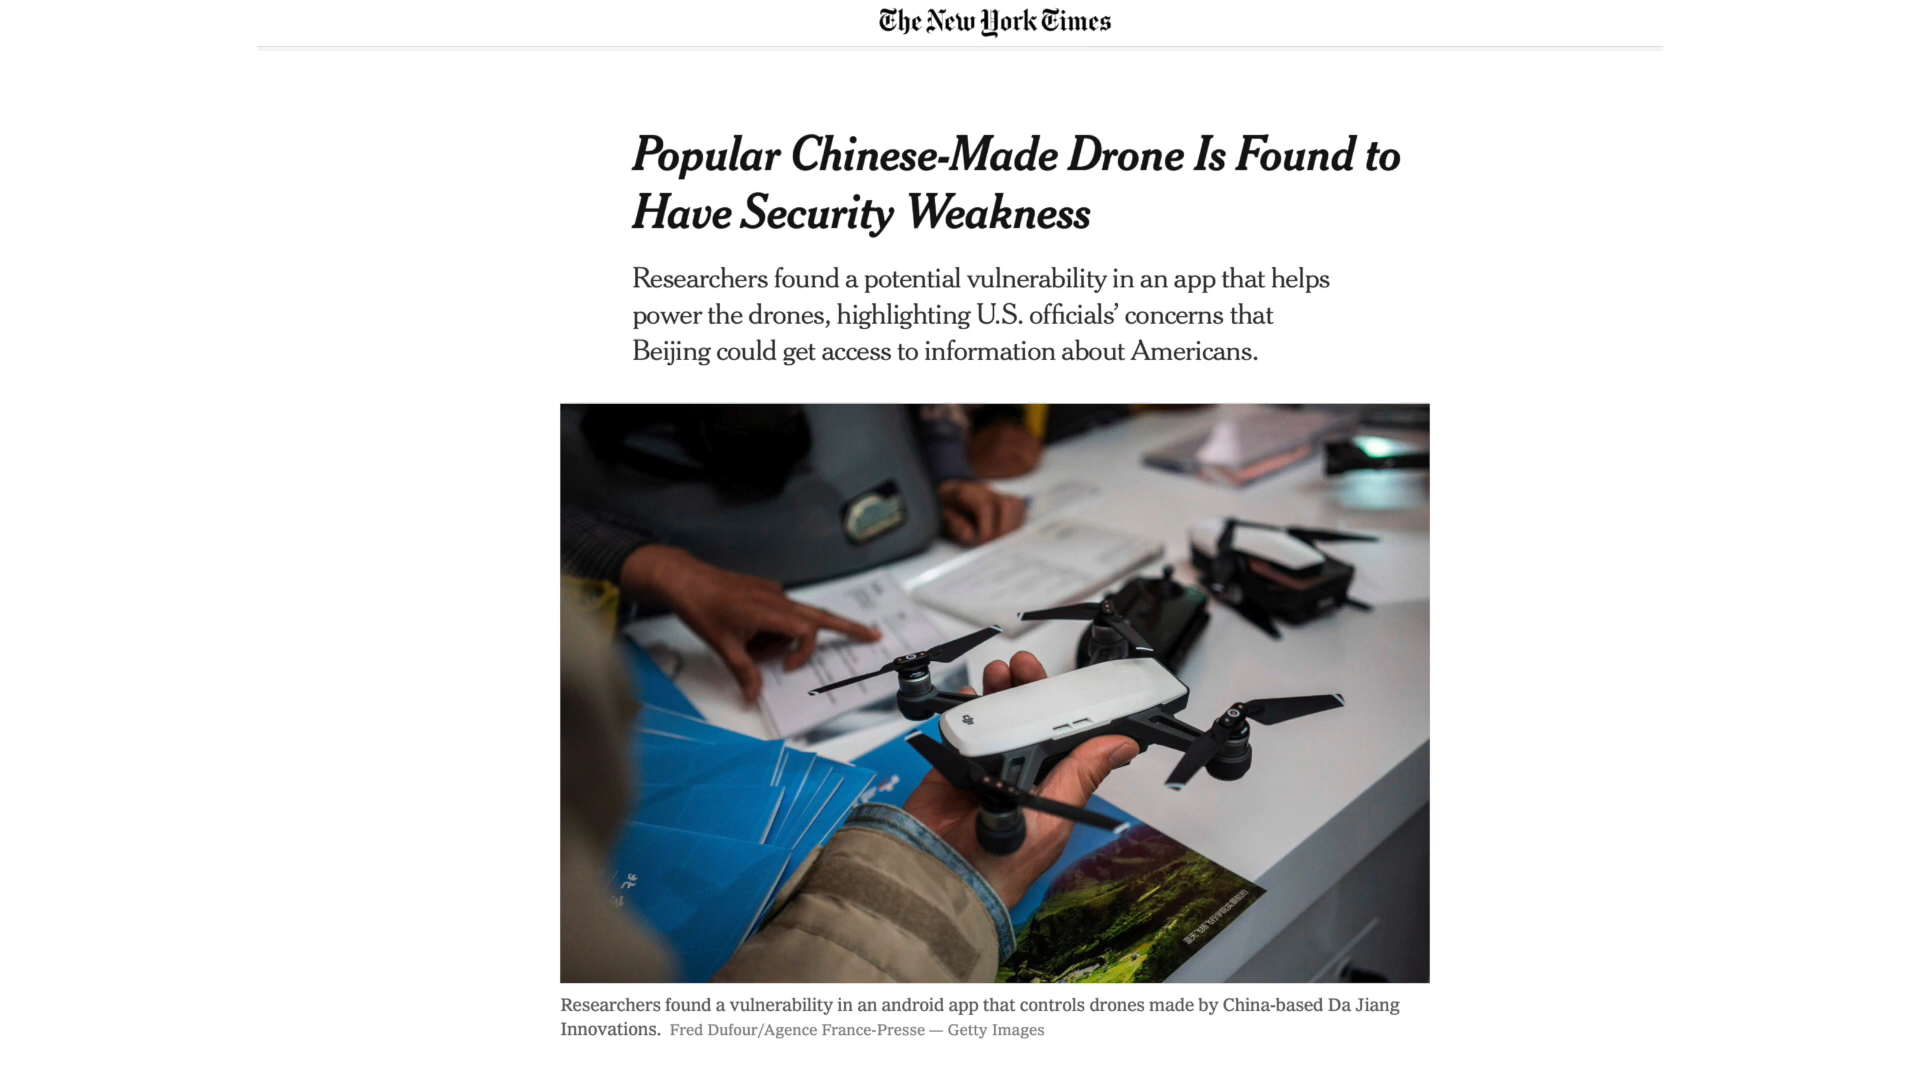 The New York Times
Popular Chinese-Made Drone Is Found to
Have Security Weakness
Researchers found a potential vulnerability in an app that helps
power the drones, highlighting U.S. officials’ concerns that
Beijing could get access to information about Americans.
dji
Researchers found a vulnerability in an android app that controls drones made by China-based Da Jiang
Innovations. Fred Dufour/Agence France-Presse — Getty Images